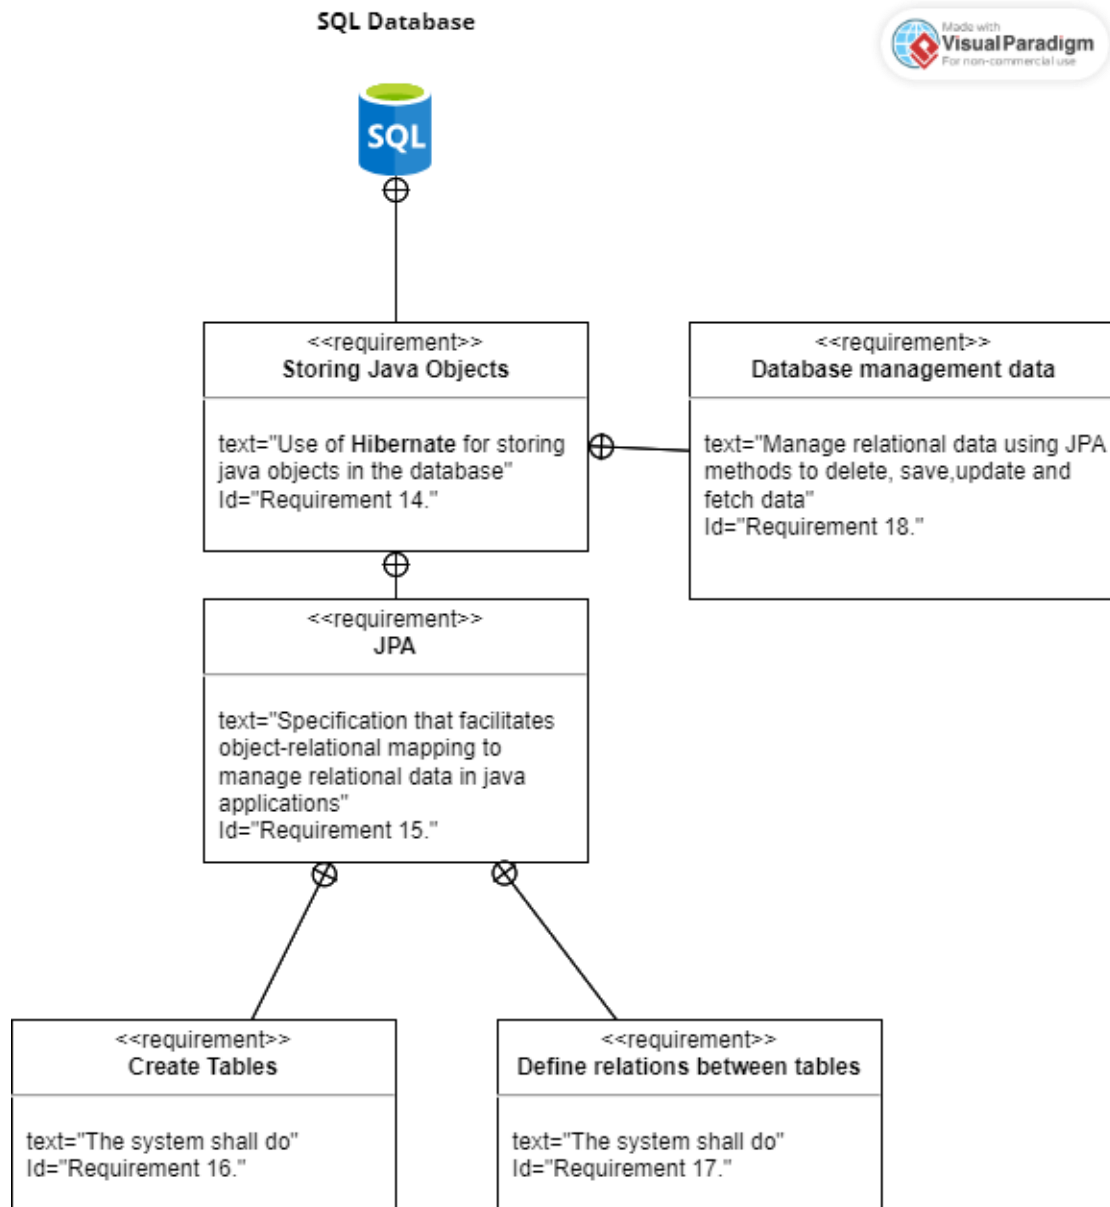 SQL Database
Made with
Visual Paradigm
For non-commercial use
SQL
<<requirement>>
Storing Java Objects
text="Use of Hibernate for storing
java objects in the database"
Id="Requirement 14."
<<requirement>>
Database management data
text="Manage relational data using JPA
methods to delete, save,update and
fetch data"
Id="Requirement 18."
<<requirement>>
JPA
text="Specification that facilitates
object-relational mapping to
manage relational data in java
applications"
Id="Requirement 15."
<<requirement>>
Create Tables
text="The system shall do"
Id="Requirement 16."
<<requirement>>
Define relations between tables
text="The system shall do"
Id="Requirement 17."